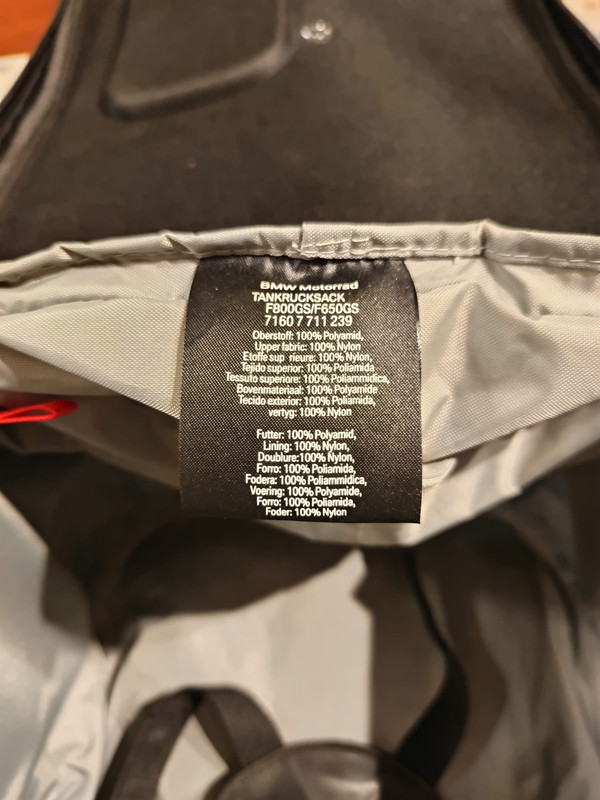 BMW Motorrad
TANKRUCKSACK
F800GS/F650GS
7160 7 711 239
Oberstoff: 100% Polyamid,
Upper fabric: 100% Nylon
Etoffe sup rieure: 100% Nylon,
Tejido superior: 100% Poliamida
Tessuto superiore: 100% Poliammidica,
Bovenmateriaal: 100% Polyamide
Tecido exterior: 100% Poliamida,
vertyg: 100% Nylon
Futter: 100% Polyamid,
Lining: 100% Nylon,
Doublure:100% Nylon,
Forro: 100% Poliamida,
Fodera: 100% Poliammidica,
Voering: 100% Polyamide,
Forro: 100% Poliamida,
Foder: 100% Nylon